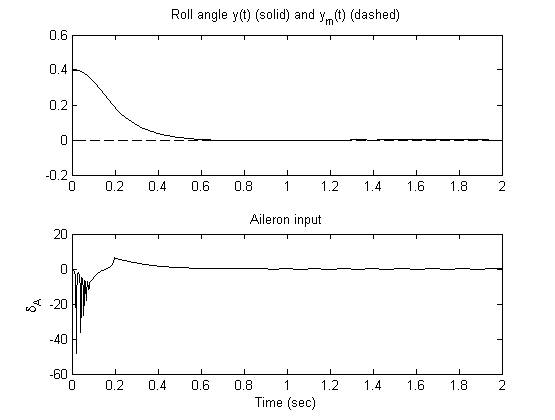 Roll angle y(t) (solid) and y_m(t) (dashed)
0.6
0.4
0.2
0
-0.2
0 0.2 0.4 0.6 0.8 1 1.2 1.4 1.6 1.8 2
Aileron input
20
0
-20
-40
-60
δ_A
0 0.2 0.4 0.6 0.8 1 1.2 1.4 1.6 1.8 2
Time (sec)